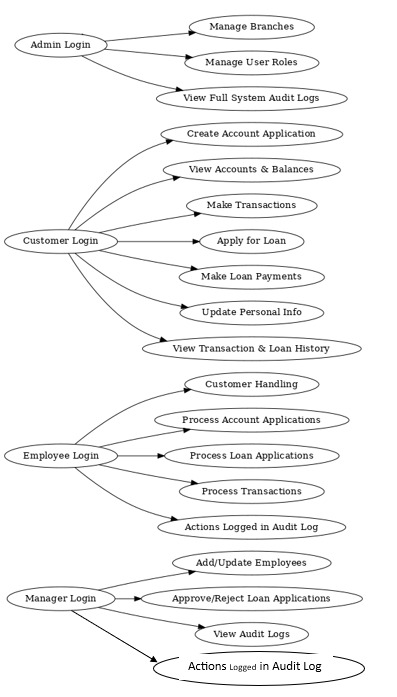 Manage Branches
Admin Login
Manage User Roles
View Full System Audit Logs
Create Account Application
View Accounts & Balances
Make Transactions
Customer Login
Apply for Loan
Make Loan Payments
Update Personal Info
View Transaction & Loan History
Customer Handling
Process Account Applications
Employee Login
Process Loan Applications
Process Transactions
Actions Logged in Audit Log
Add/Update Employees
Manager Login
Approve/Reject Loan Applications
View Audit Logs
Actions Logged in Audit Log